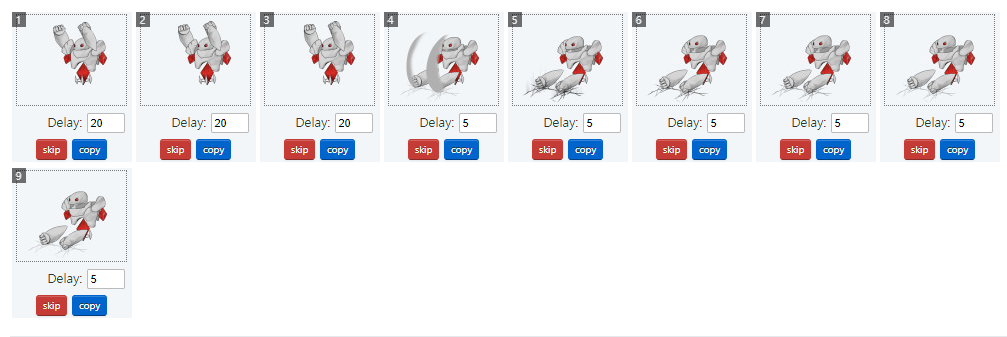 1 2 3 4 5 6 7 8
Delay: 20 Delay: 20 Delay: 20 Delay: 5 Delay: 5 Delay: 5 Delay: 5 Delay: 5
skip copy skip copy skip copy skip copy skip copy skip copy skip copy skip copy
9
Delay: 5
skip copy